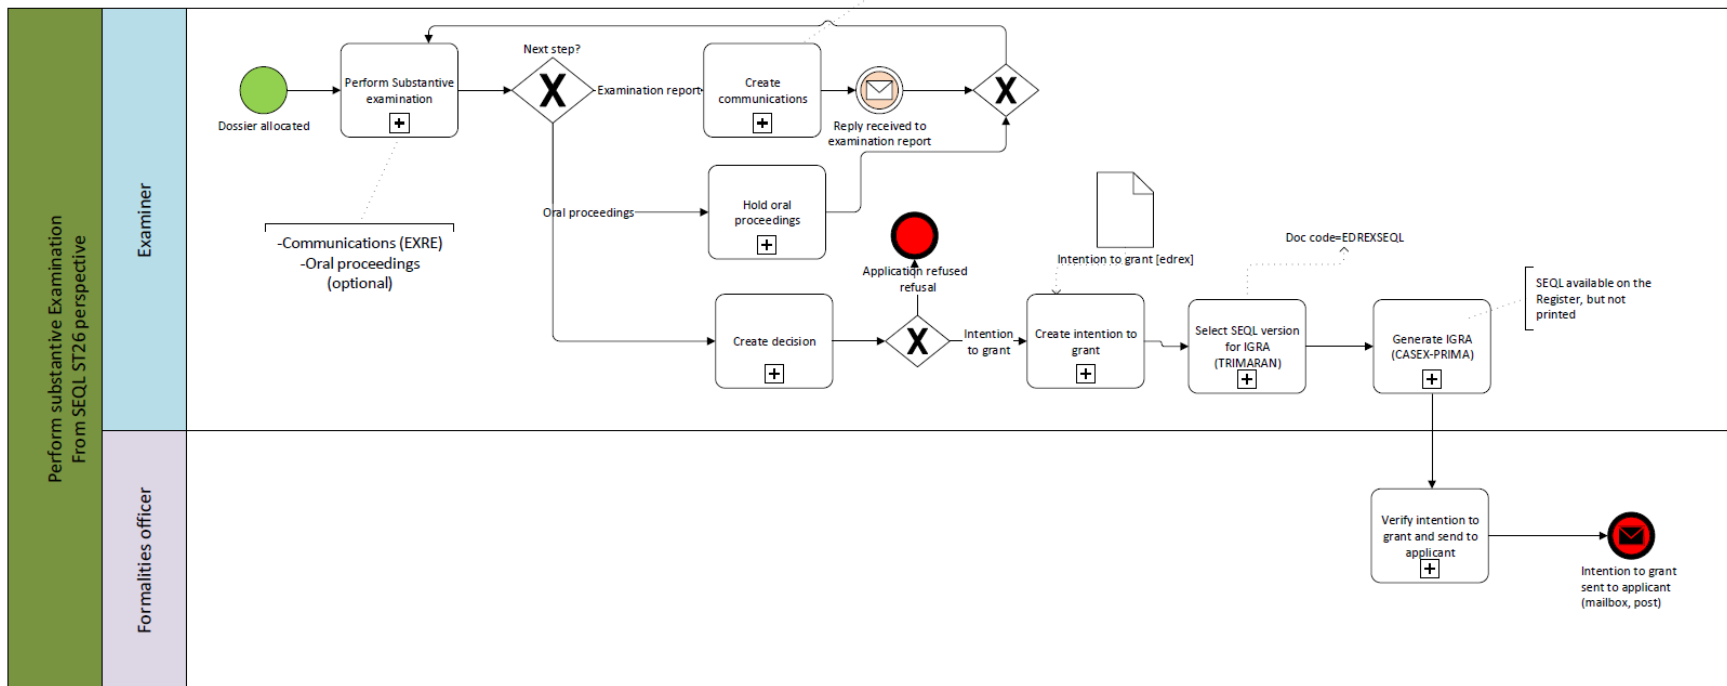 Perform substantive Examination
From SEQL ST26 perspective
Examiner
Formalities officer
Dossier allocated
Perform Substantive
examination
-Communications (EXRE)
-Oral proceedings
(optional)
Next step?
Examination report
Create
communications
Reply received to
examination report
Oral proceedings
Hold oral
proceedings
Create decision
Application refused
refusal
Intention
to grant
Intention to grant [edrex]
Create intention to
grant
Doc code=EDREXSEQL
Select SEQL version
for IGRA
(TRIMARAN)
SEQL available on the
Register, but not
printed
Generate IGRA
(CASEX-PRIMA)
Verify intention to
grant and send to
applicant
Intention to grant
sent to applicant
(mailbox, post)